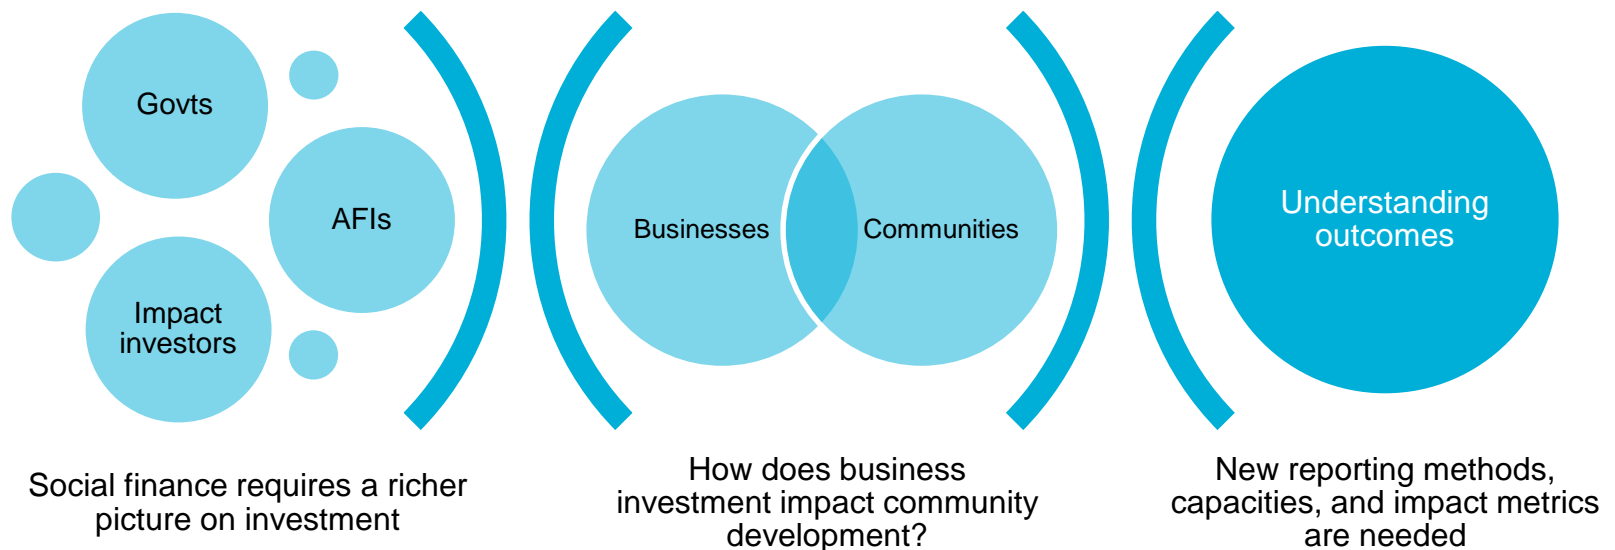 Govts
AFIs
Impact
investors
Social finance requires a richer
picture on investment
Businesses
Communities
How does business
investment impact community
development?
Understanding
outcomes
New reporting methods,
capacities, and impact metrics
are needed